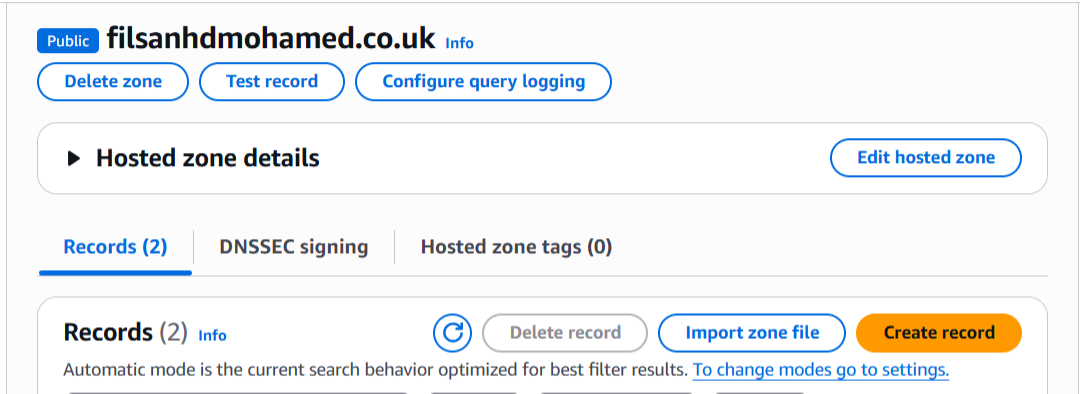 Public filsanhdmohamed.co.uk Info
Delete zone Test record Configure query logging
Hosted zone details Edit hosted zone
Records (2) DNSSEC signing Hosted zone tags (0)
Records (2) Info Delete record Import zone file Create record
Automatic mode is the current search behavior optimized for best filter results. To change modes go to settings.